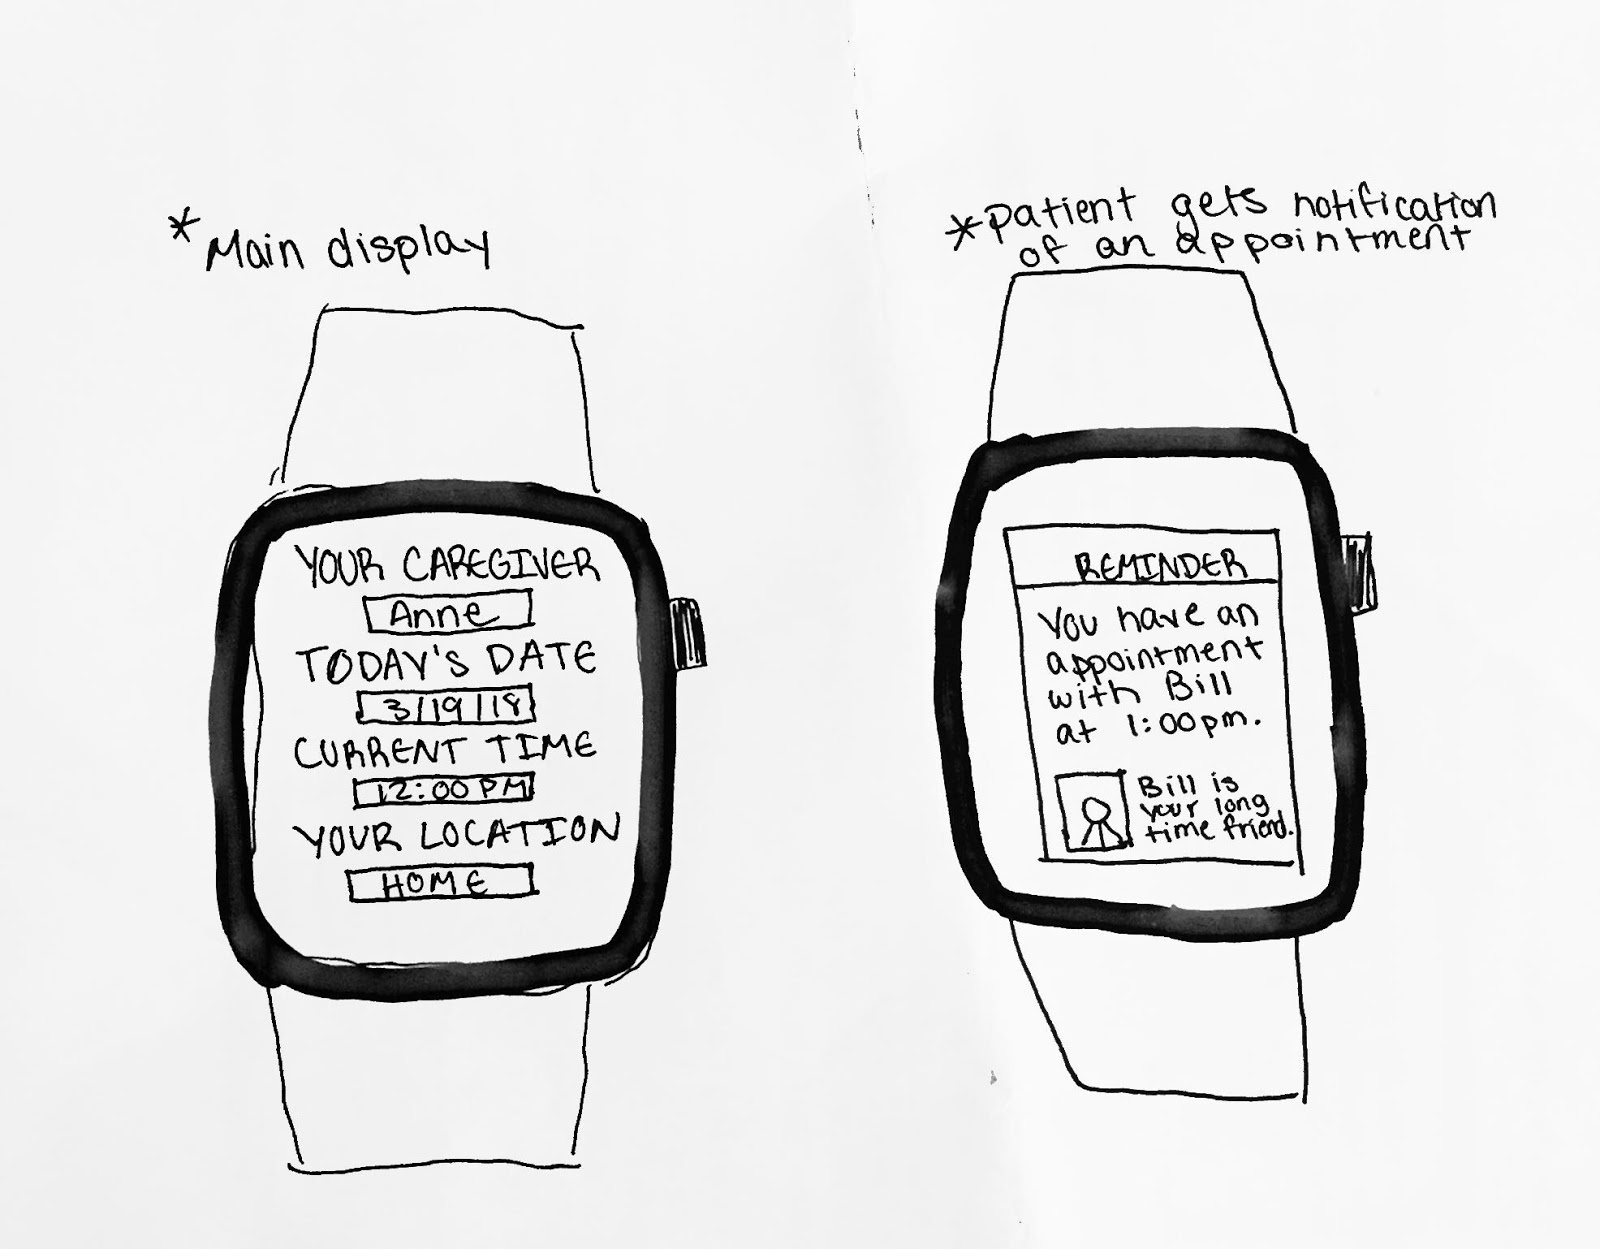 *Main display
YOUR CAREGIVER
Anne
TODAY'S DATE
3/19/18
CURRENT TIME
12:00PM
YOUR LOCATION
HOME
*Patient gets notification
of an appointment
REMINDER
You have an
appointment
with Bill
at 1:00pm.
Bill is
your long
time friend.